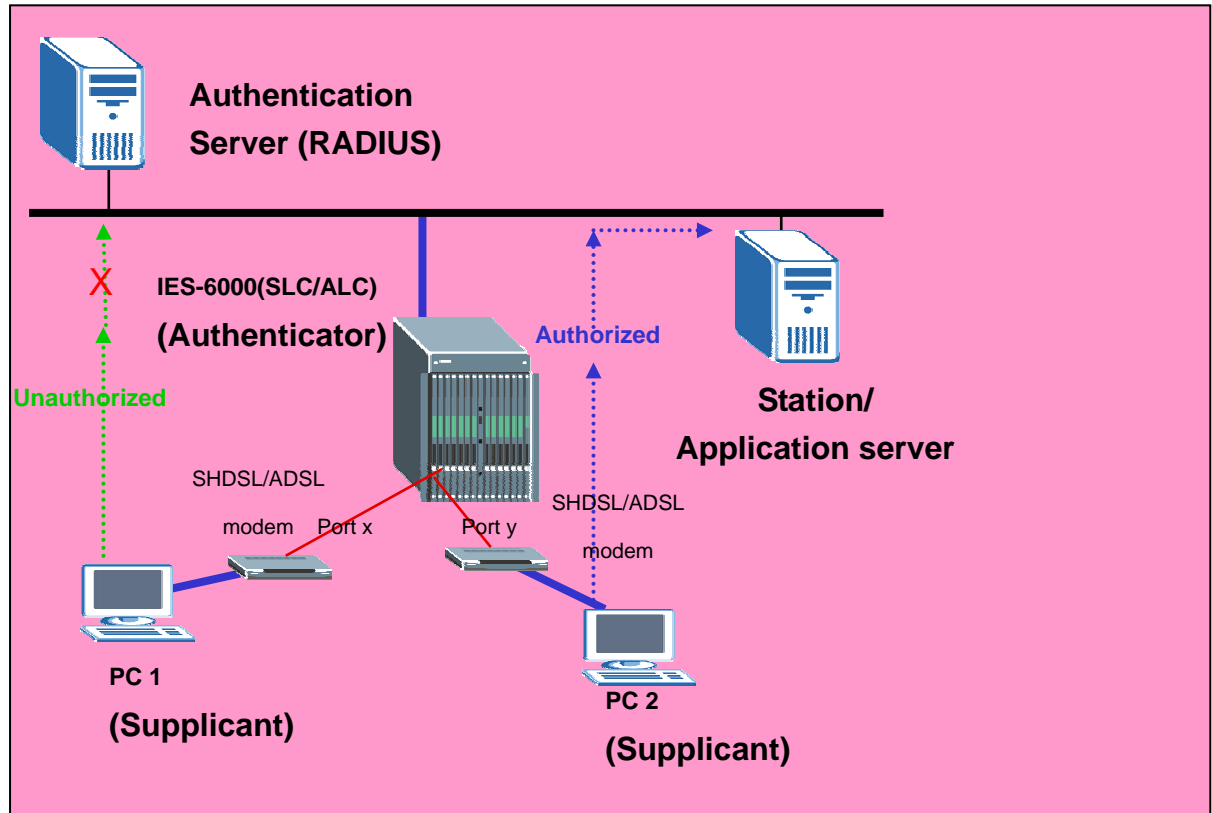 Authentication
Server (RADIUS)
X
IES-6000(SLC/ALC)
(Authenticator)
Authorized
Unauthorized
Station/
Application server
SHDSL/ADSL
modem
Port x
Port y
SHDSL/ADSL
modem
PC 1
(Supplicant)
PC 2
(Supplicant)